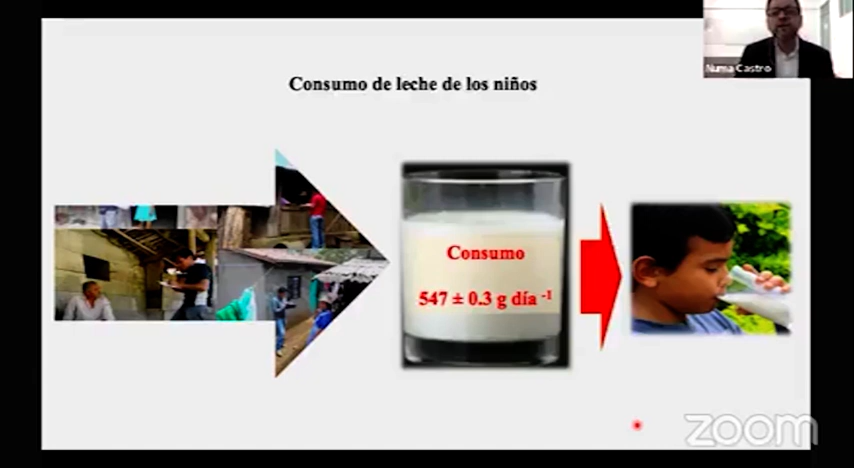 Numa Castro
Consumo de leche de los niños
Consumo
547 ± 0.3 g día -1
zoom